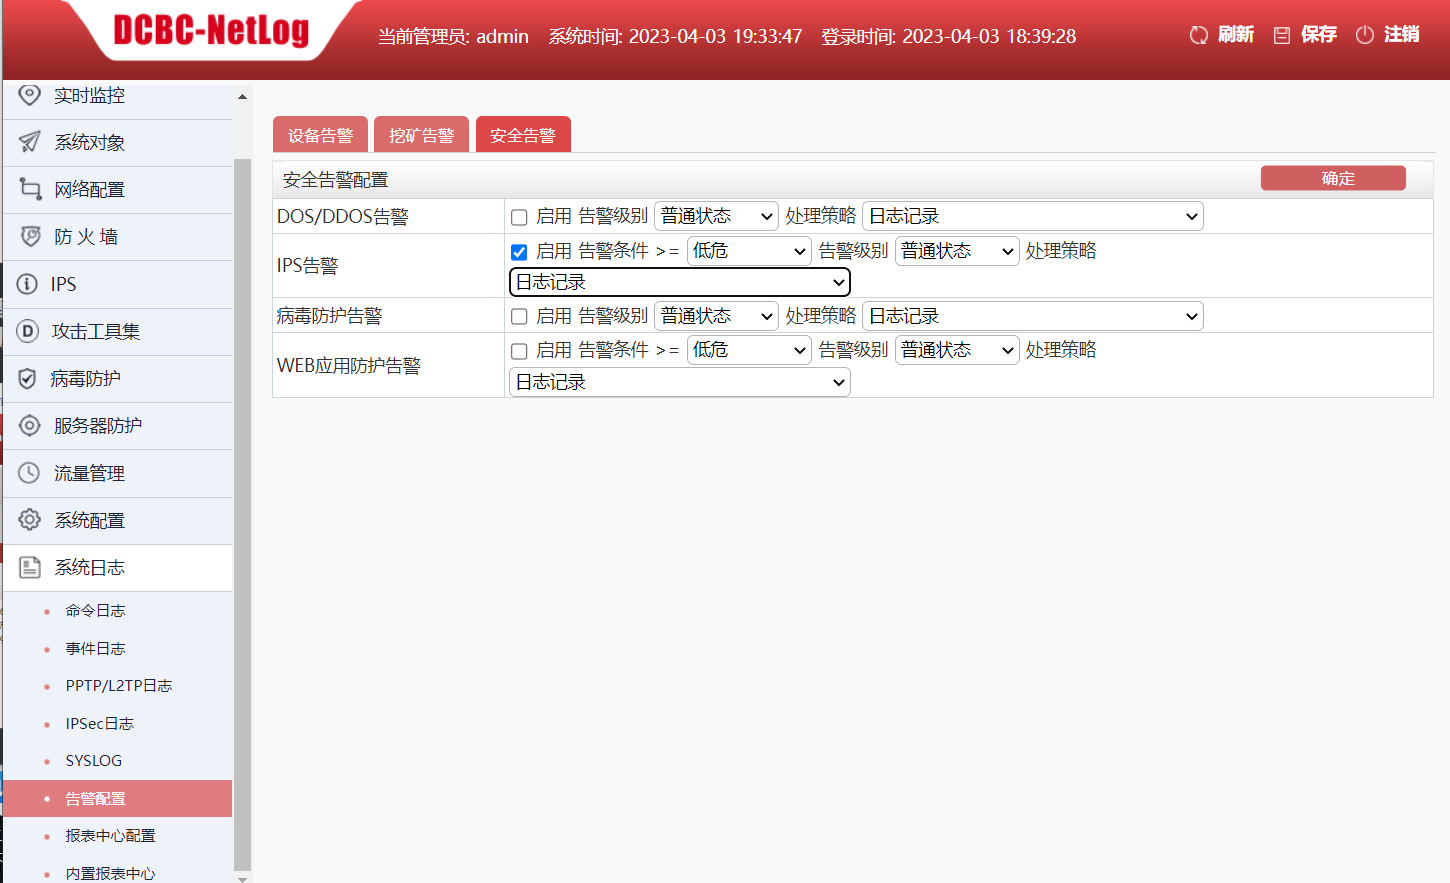 DCBC-NetLog
当前管理员: admin 系统时间: 2023-04-03 19:33:47 登录时间: 2023-04-03 18:39:28
刷新 保存 注销
实时监控
系统对象
网络配置
防 火 墙
IPS
攻击工具集
病毒防护
服务器防护
流量管理
系统配置
系统日志
命令日志
事件日志
PPTP/L2TP日志
IPSec日志
SYSLOG
告警配置
报表中心配置
内置报表中心
设备告警 挖矿告警 安全告警
安全告警配置 确定
DOS/DDOS告警 启用 告警级别 普通状态 处理策略 日志记录
IPS告警 启用 告警条件 >= 低危 告警级别 普通状态 处理策略
日志记录
病毒防护告警 启用 告警级别 普通状态 处理策略 日志记录
WEB应用防护告警 启用 告警条件 >= 低危 告警级别 普通状态 处理策略
日志记录